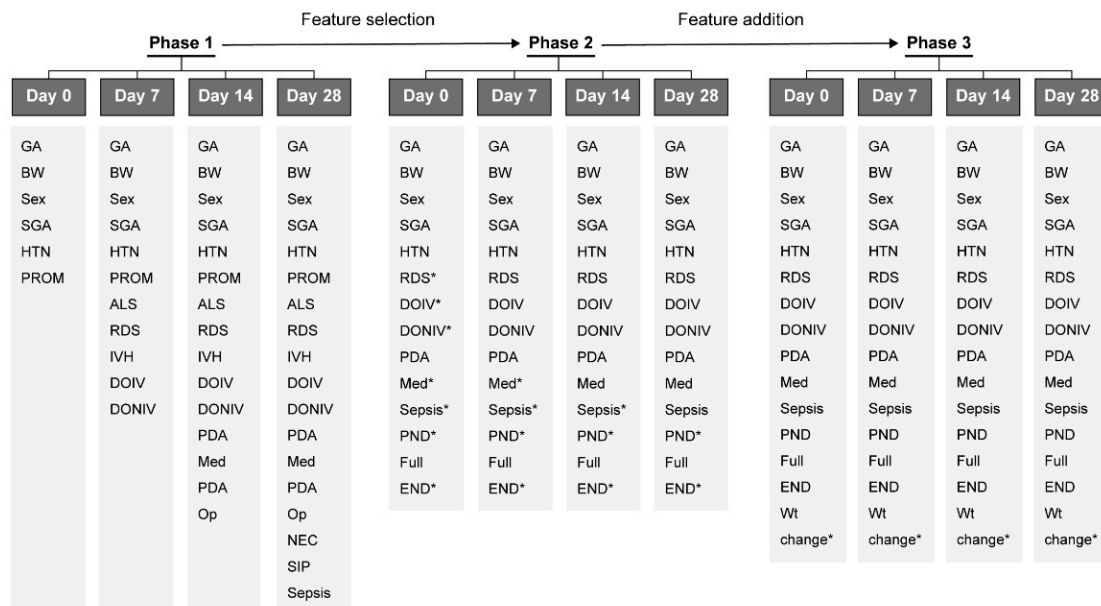 Feature selection
Feature addition
Phase 1
Phase 2
Phase 3
Day 0
Day 7
Day 14
Day 28
Day 0
Day 7
Day 14
Day 28
Day 0
Day 7
Day 14
Day 28
GA
BW
Sex
SGA
HTN
PROM
GA
BW
Sex
SGA
HTN
PROM
ALS
RDS
IVH
DOIV
DONIV
GA
BW
Sex
SGA
HTN
PROM
ALS
RDS
IVH
DOIV
DONIV
PDA
Med
PDA
Op
GA
BW
Sex
SGA
HTN
PROM
ALS
RDS
IVH
DOIV
DONIV
PDA
Med
PDA
Op
NEC
SIP
Sepsis
GA
BW
Sex
SGA
HTN
RDS*
DOIV*
DONIV*
PDA
Med*
Sepsis*
PND*
Full
END*
GA
BW
Sex
SGA
HTN
RDS
DOIV
DONIV
PDA
Med*
Sepsis*
PND*
Full
END*
GA
BW
Sex
SGA
HTN
RDS
DOIV
DONIV
PDA
Med
Sepsis*
PND*
Full
END*
GA
BW
Sex
SGA
HTN
RDS
DOIV
DONIV
PDA
Med
Sepsis
PND*
Full
END*
GA
BW
Sex
SGA
HTN
RDS
DOIV
DONIV
PDA
Med
Sepsis
PND
Full
END
Wt
change*
GA
BW
Sex
SGA
HTN
RDS
DOIV
DONIV
PDA
Med
Sepsis
PND
Full
END
Wt
change*
GA
BW
Sex
SGA
HTN
RDS
DOIV
DONIV
PDA
Med
Sepsis
PND
Full
END
Wt
change*
GA
BW
Sex
SGA
HTN
RDS
DOIV
DONIV
PDA
Med
Sepsis
PND
Full
END
Wt
change*